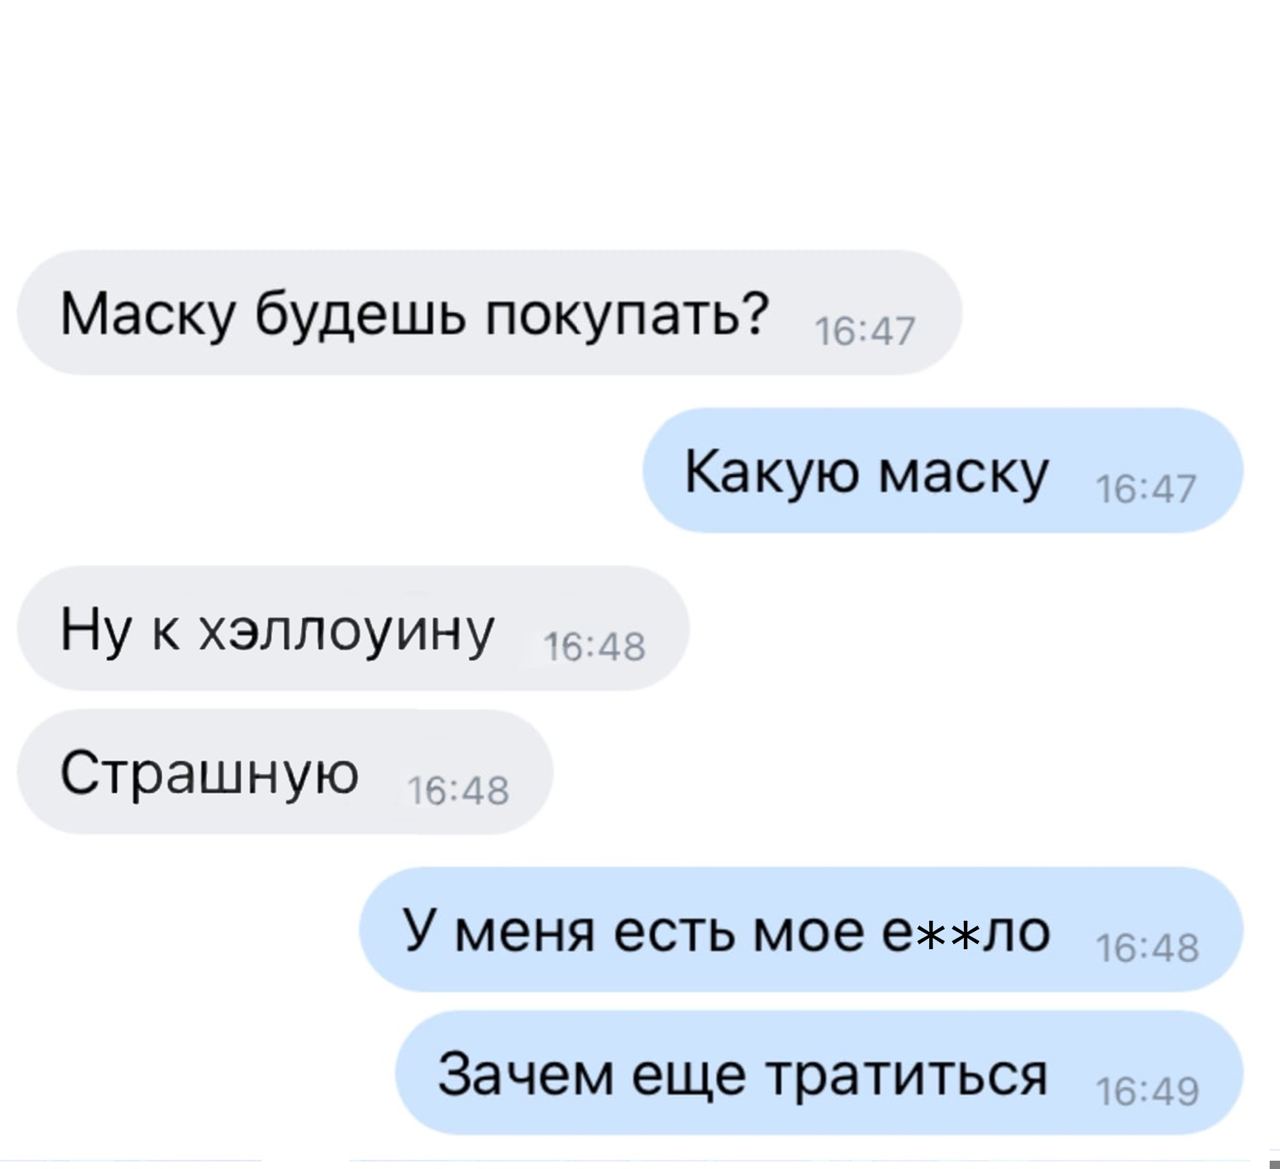 Маску будешь покупать? 16:47
Какую маску 16:47
Ну к хэллоуину 16:48
Страшную 16:48
У меня есть мое е**ло 16:48
Зачем еще тратиться 16:49